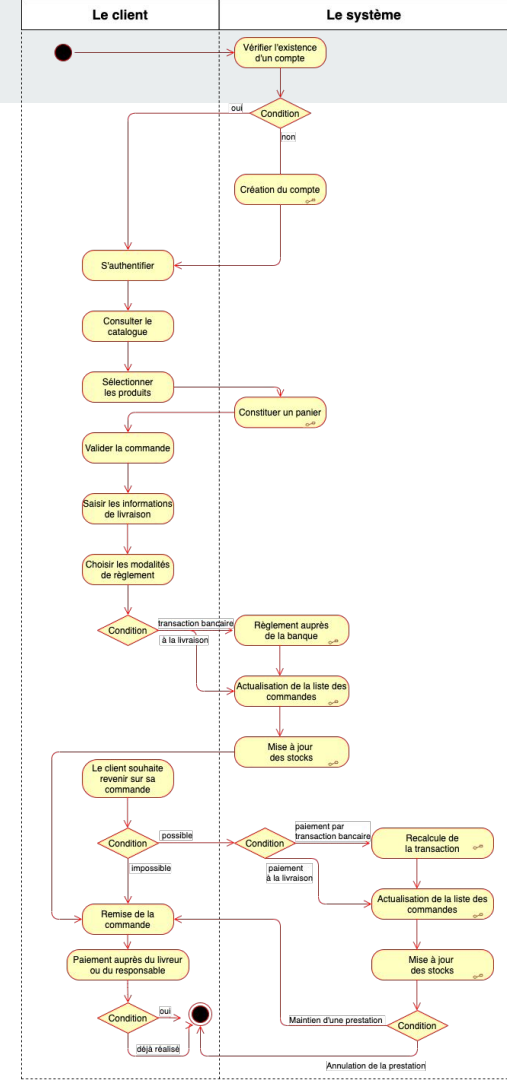 Le client
Le système
Vérifier l'existence
d'un compte
oui
Condition
non
Création du compte
S'authentifier
Consulter le
catalogue
Sélectionner
les produits
Constituer un panier
Valider la commande
Saisir les informations
de livraison
Choisir les modalités
de règlement
Condition
transaction bancaire
à la livraison
Règlement auprès
de la banque
Actualisation de la liste des
commandes
Mise à jour
des stocks
Le client souhaite
revenir sur sa
commande
Condition
possible
impossible
Condition
paiement par
transaction bancaire
paiement
à la livraison
Recalcule de
la transaction
Actualisation de la liste des
commandes
Remise de la
commande
Paiement auprès du livreur
ou du responsable
Mise à jour
des stocks
Condition
oui
déjà réalisé
Maintien d'une prestation
Condition
Annulation de la prestation